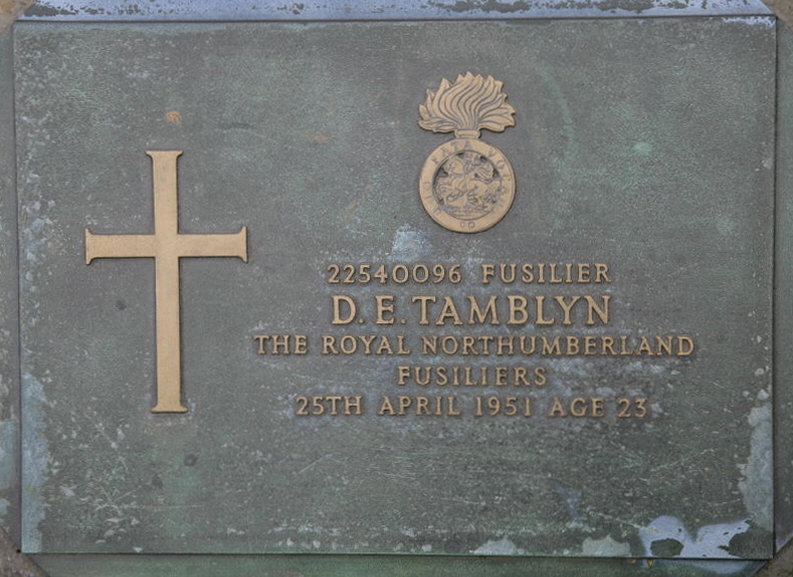 22540096 FUSILIER
D. E. TAMBLYN
THE ROYAL NORTHUMBERLAND
FUSILIERS
25TH APRIL 1951 AGE 23